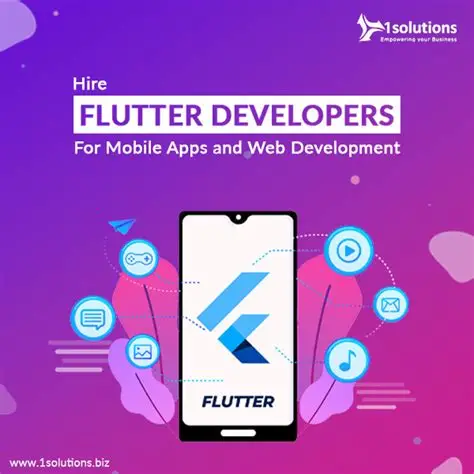 1solutions
Empowering your Business
Hire
FLUTTER DEVELOPERS
For Mobile Apps and Web Development
FLUTTER
www.1solutions.biz